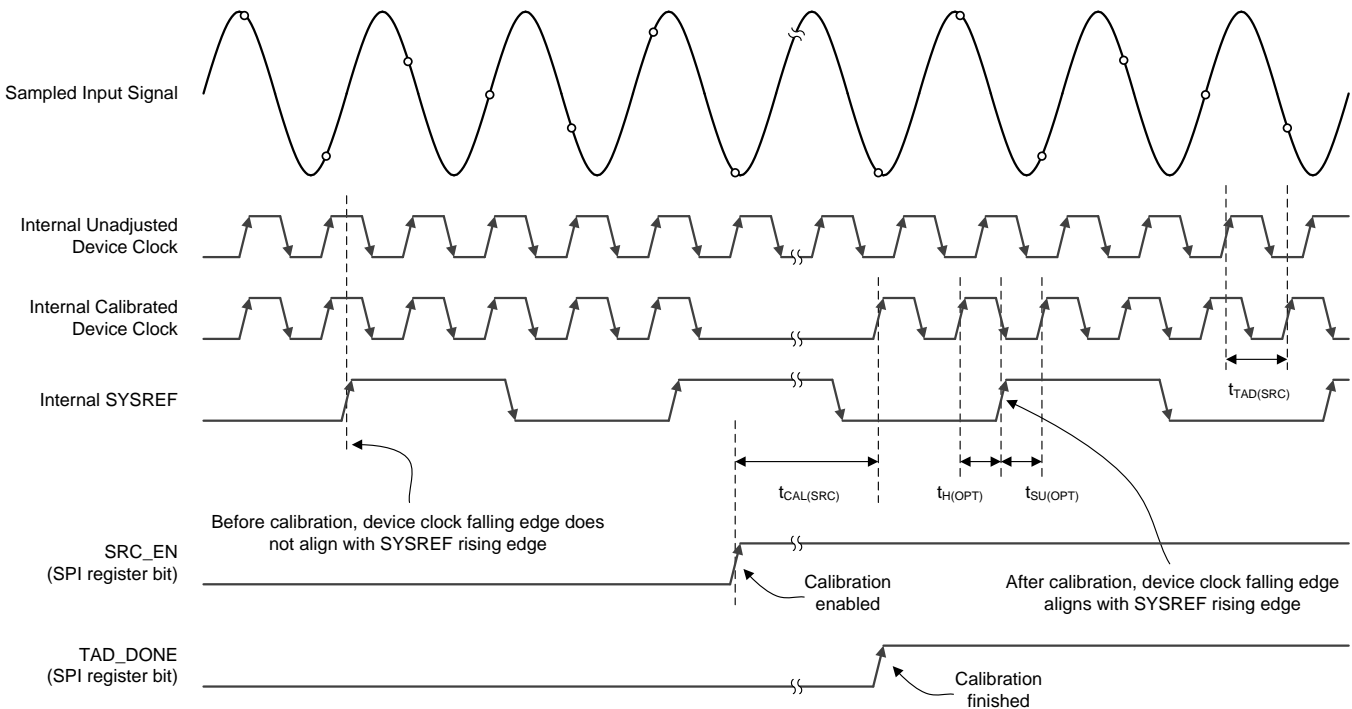 Sampled Input Signal
Internal Unadjusted
Device Clock
Internal Calibrated
Device Clock
Internal SYSREF
tTAD(SRC)
tCAL(SRC)
tH(OPT)
tSU(OPT)
Before calibration, device clock falling edge does
not align with SYSREF rising edge
SRC_EN
(SPI register bit)
Calibration
enabled
After calibration, device clock falling edge
aligns with SYSREF rising edge
TAD_DONE
(SPI register bit)
Calibration
finished